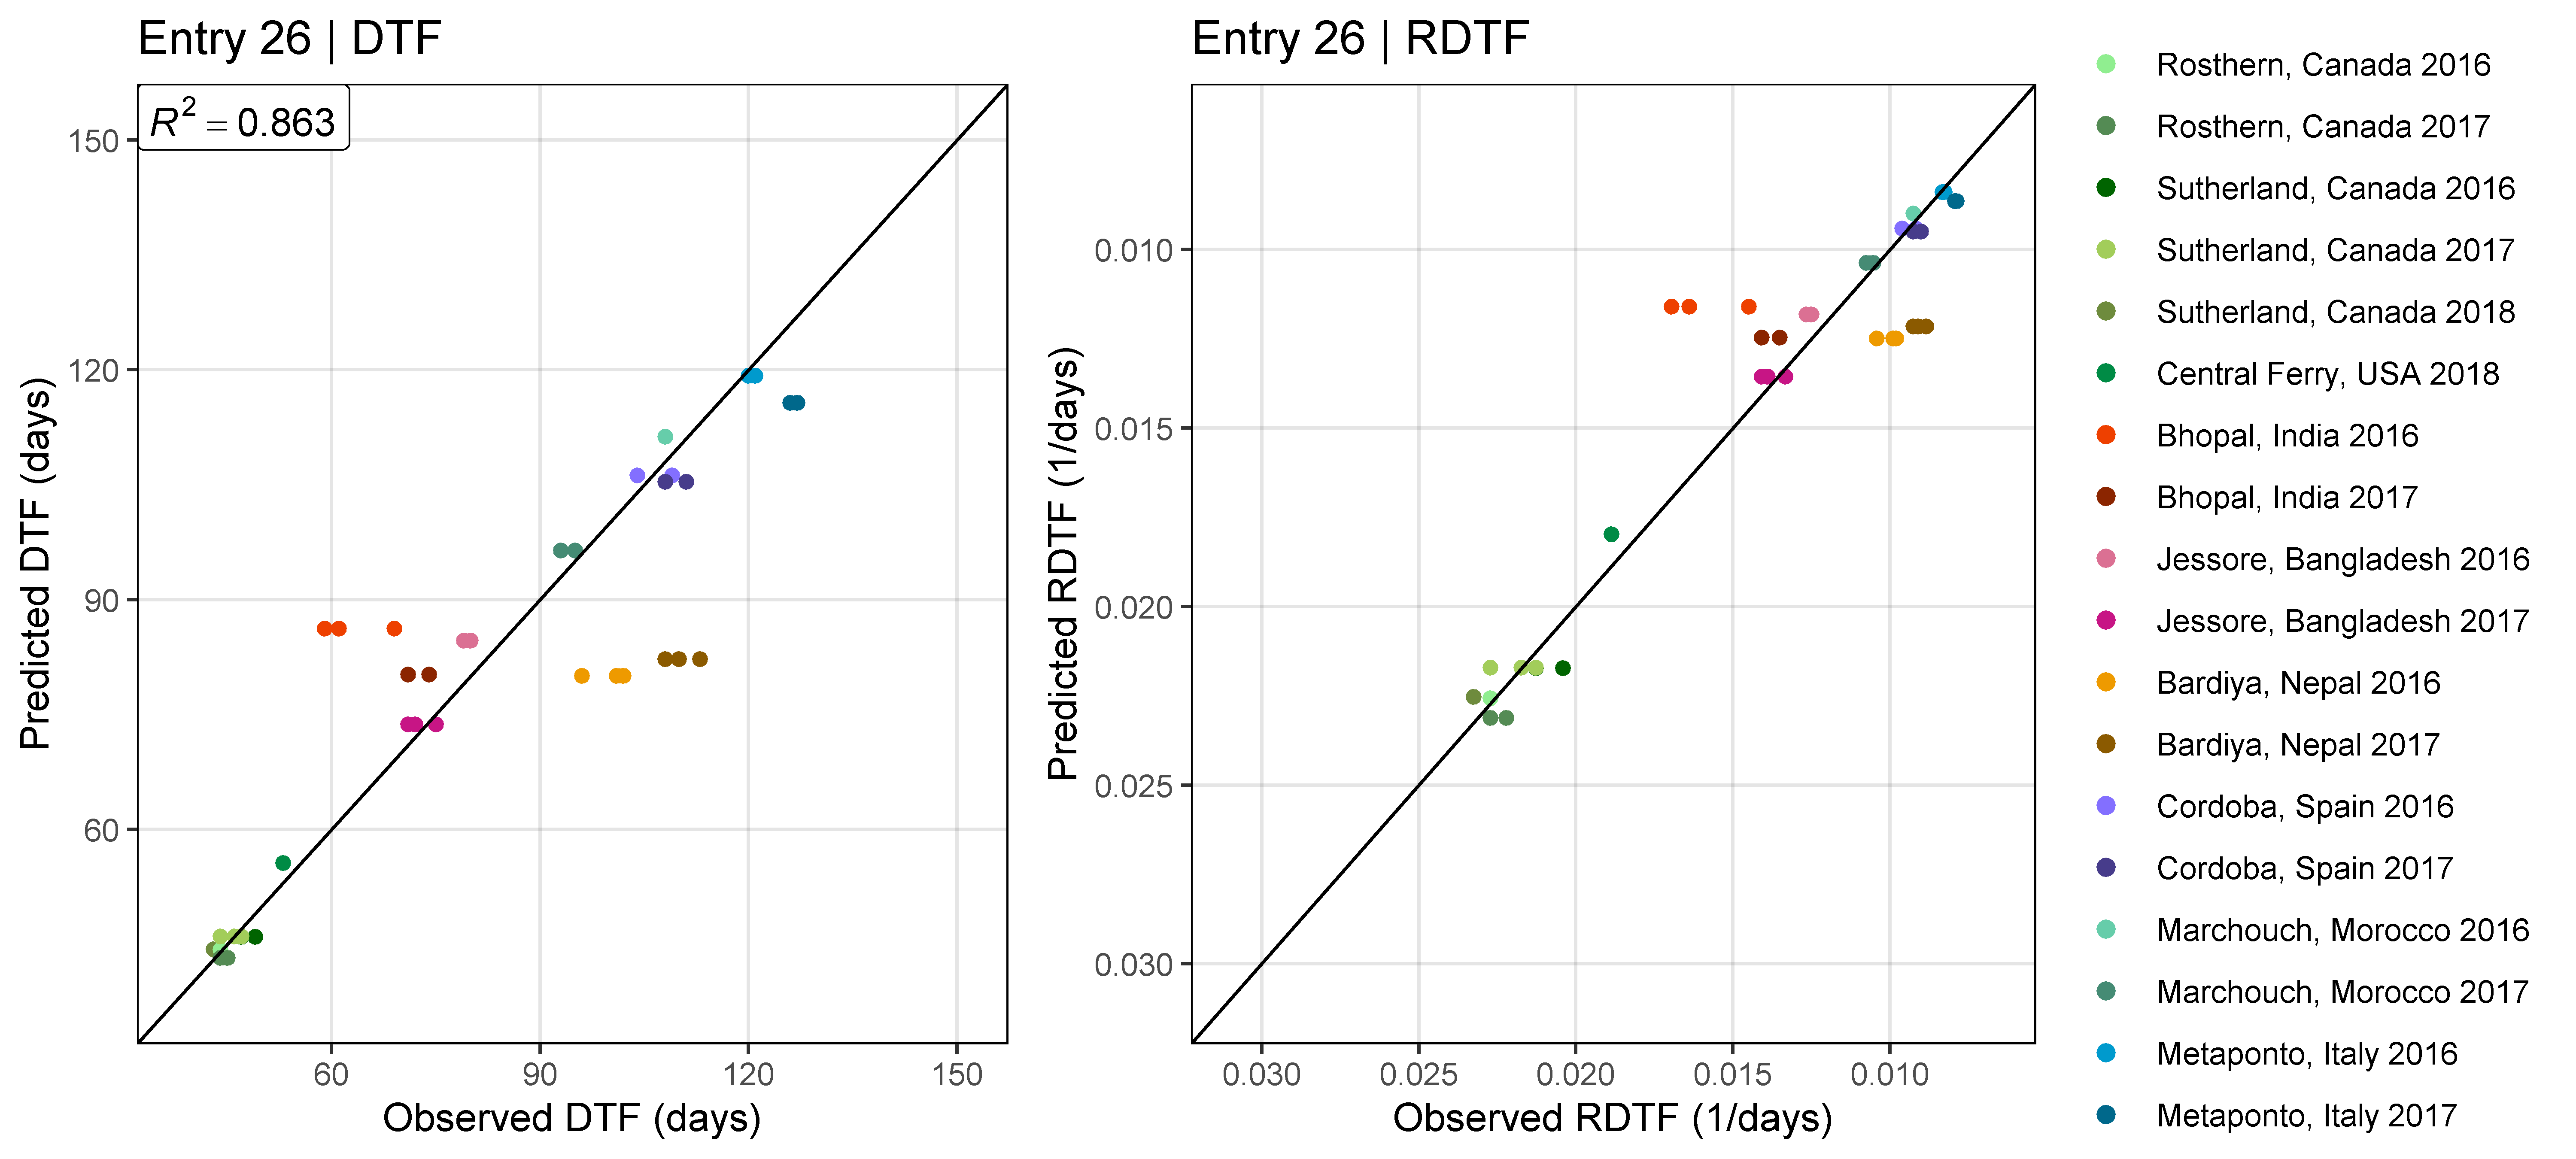 Entry 26 | DTF
R² = 0.863
150
120
90
60
60 90 120 150
Predicted DTF (days)
Observed DTF (days)
Entry 26 | RDTF
0.010
0.015
0.020
0.025
0.030
0.030 0.025 0.020 0.015 0.010
Predicted RDTF (1/days)
Observed RDTF (1/days)
Rosthern, Canada 2016
Rosthern, Canada 2017
Sutherland, Canada 2016
Sutherland, Canada 2017
Sutherland, Canada 2018
Central Ferry, USA 2018
Bhopal, India 2016
Bhopal, India 2017
Jessore, Bangladesh 2016
Jessore, Bangladesh 2017
Bardiya, Nepal 2016
Bardiya, Nepal 2017
Cordoba, Spain 2016
Cordoba, Spain 2017
Marchouch, Morocco 2016
Marchouch, Morocco 2017
Metaponto, Italy 2016
Metaponto, Italy 2017